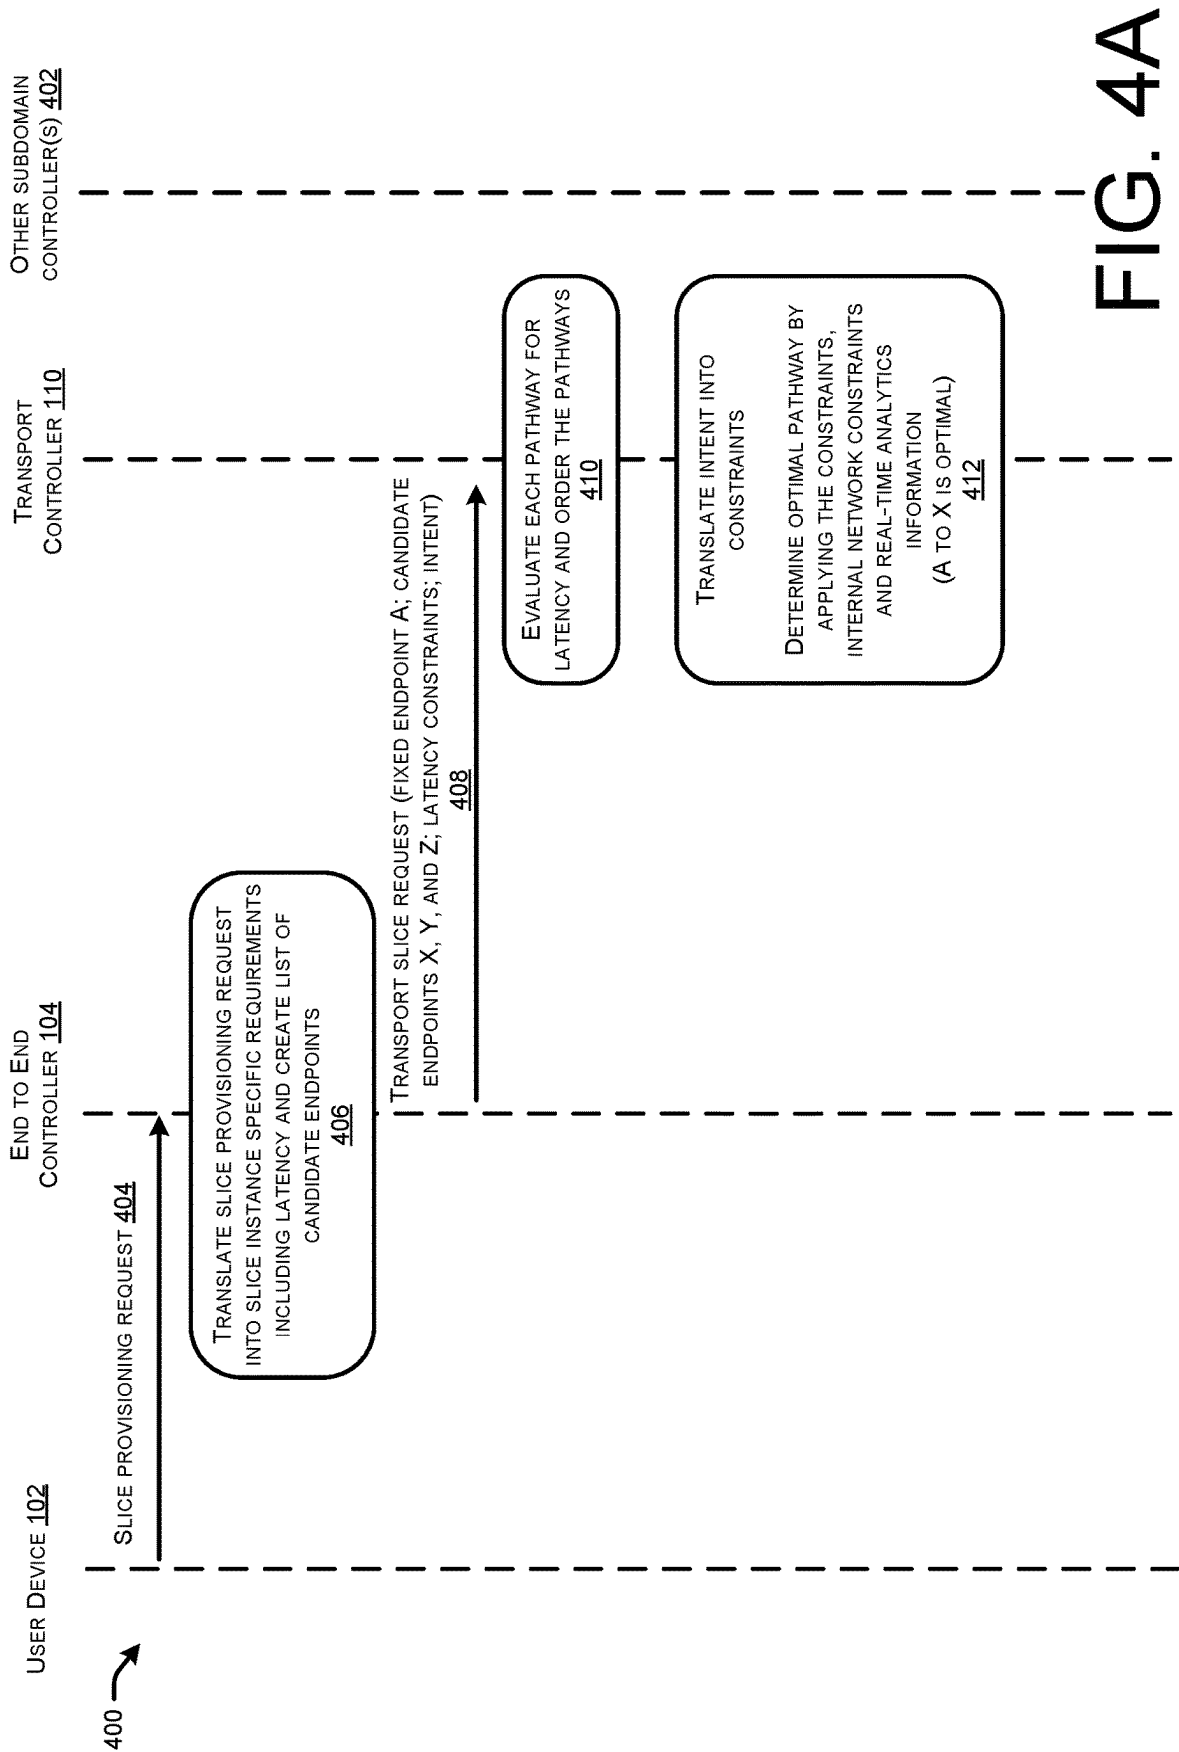 400
User Device 102
End to End
Controller 104
Transport
Controller 110
Other subdomain
controller(s) 402
Slice provisioning request 404
Translate slice provisioning request
into slice instance specific requirements
including latency and create list of
candidate endpoints
406
Transport slice request (fixed endpoint A; candidate
endpoints X, Y, and Z; latency constraints; intent)
408
Evaluate each pathway for
latency and order the pathways
410
Translate intent into
constraints
Determine optimal pathway by
applying the constraints,
internal network constraints
and real-time analytics
information
(A to X is optimal)
412
FIG. 4A